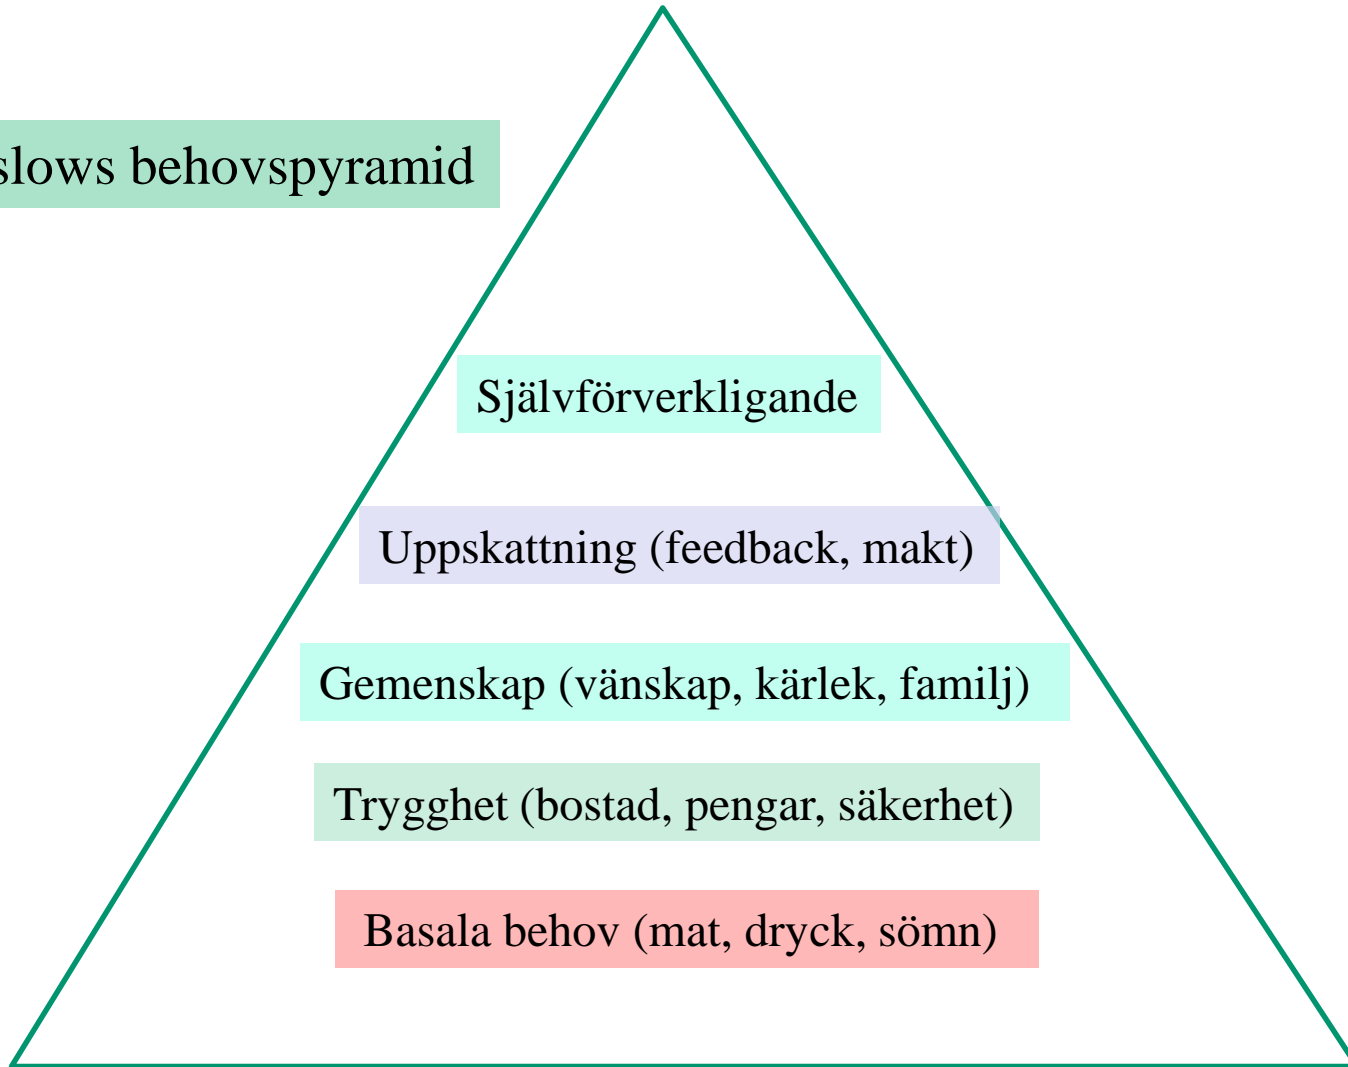 slows behovspyramid
Självförverkligande
Uppskattning (feedback, makt)
Gemenskap (vänskap, kärlek, familj)
Trygghet (bostad, pengar, säkerhet)
Basala behov (mat, dryck, sömn)